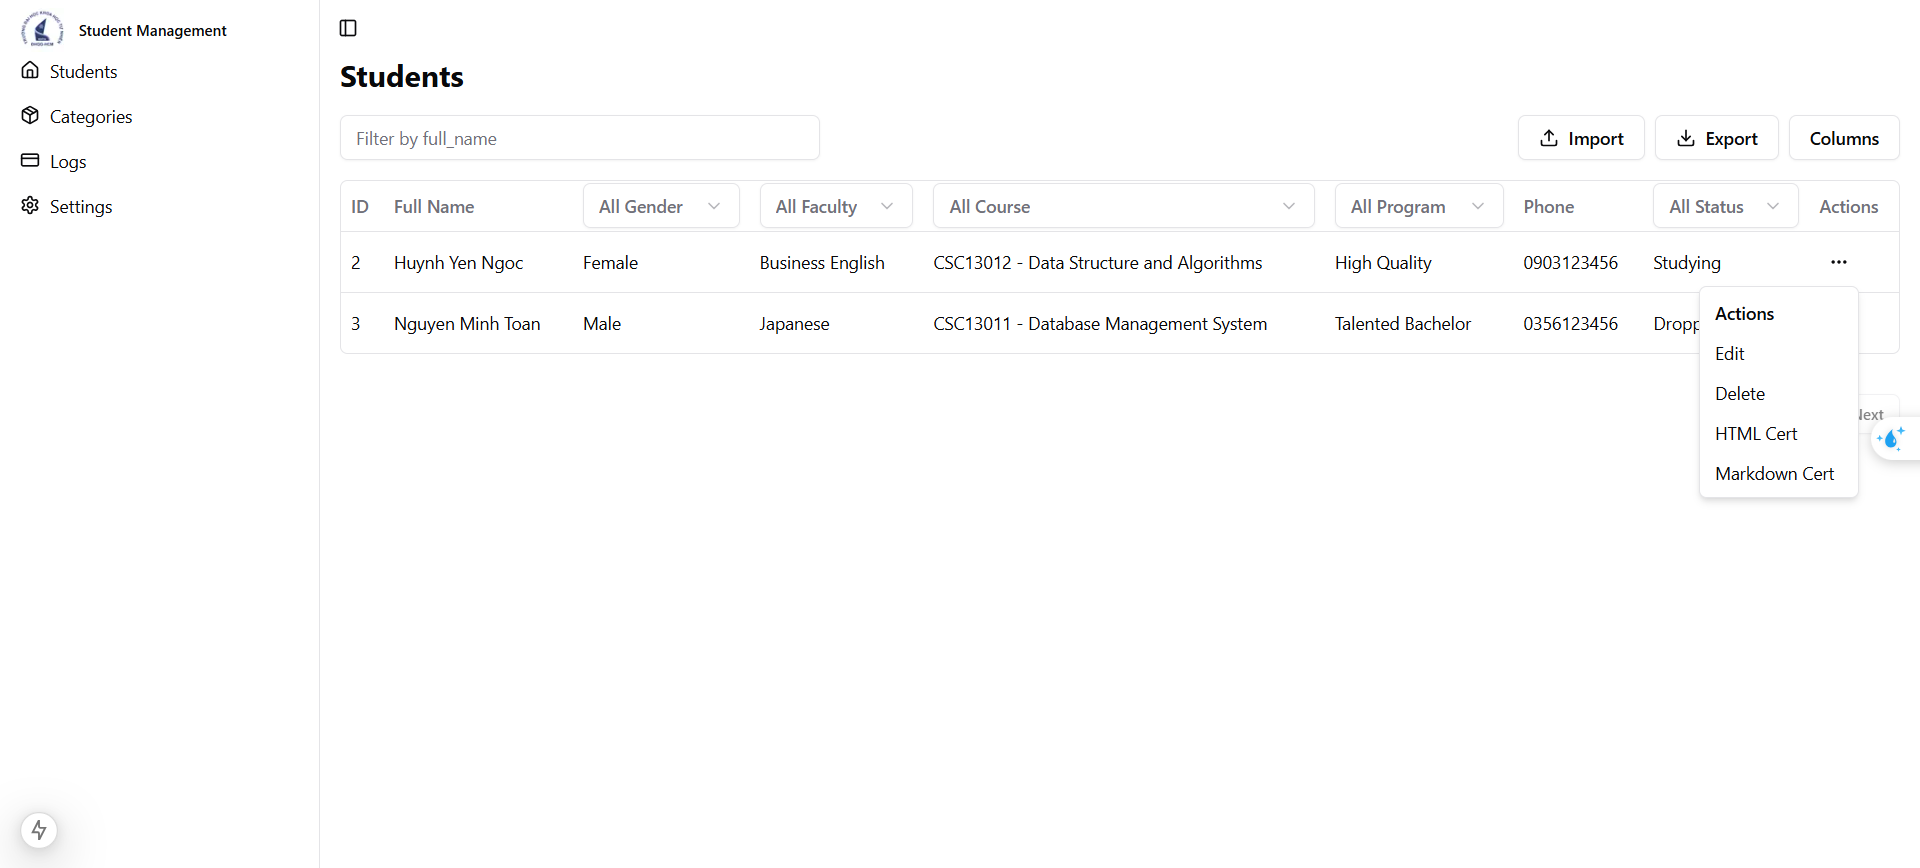 Student Management
Students
Categories
Logs
Settings
Students
Filter by full_name
Import
Export
Columns
ID Full Name All Gender All Faculty All Course All Program Phone All Status Actions
2 Huynh Yen Ngoc Female Business English CSC13012 - Data Structure and Algorithms High Quality 0903123456 Studying
3 Nguyen Minh Toan Male Japanese CSC13011 - Database Management System Talented Bachelor 0356123456 Dropp
Actions
Edit
Delete
HTML Cert
Markdown Cert
Next